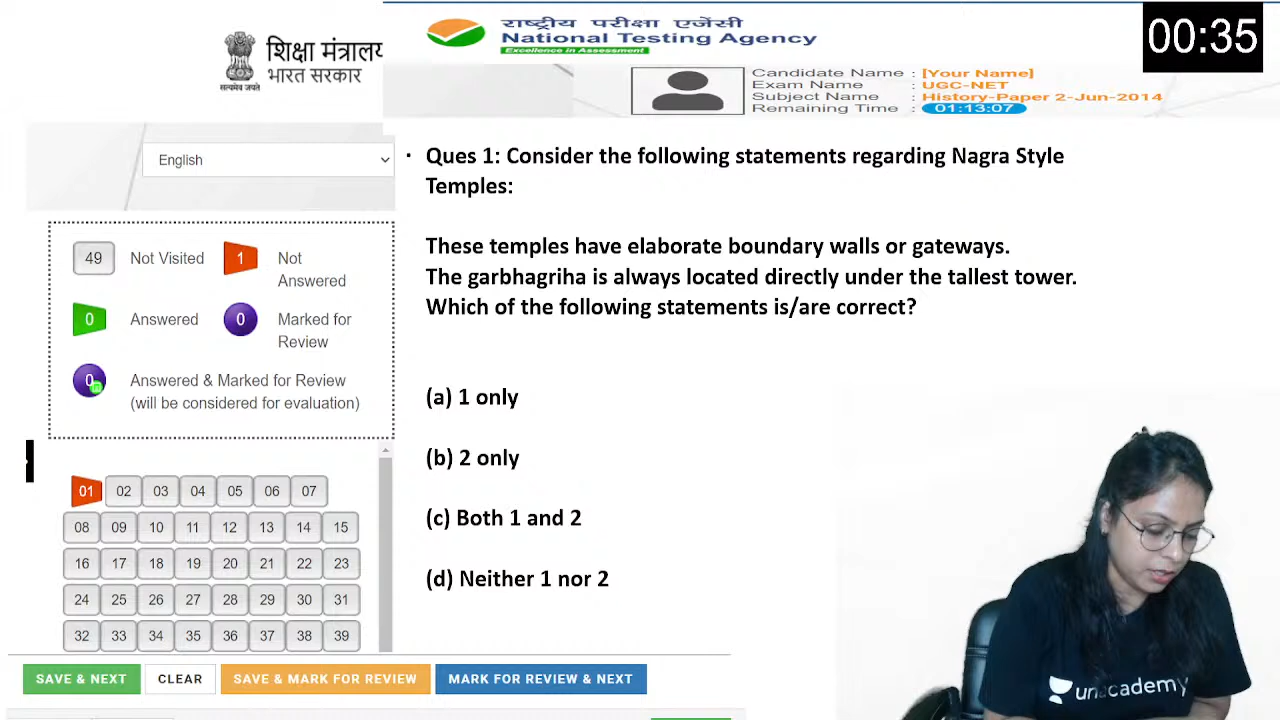 शिक्षा मंत्रालय
भारत सरकार
सत्यमेव जयते
राष्ट्रीय परीक्षा एजेंसी
National Testing Agency
Excellence in Assessment
00:35
Candidate Name : [Your Name]
Exam Name : UGC-NET
Subject Name : History-Paper 2-Jun-2014
Remaining Time : 01:13:07
English
49 Not Visited
1 Not Answered
0 Answered
0 Marked for Review
0 Answered & Marked for Review
(will be considered for evaluation)
01 02 03 04 05 06 07
08 09 10 11 12 13 14 15
16 17 18 19 20 21 22 23
24 25 26 27 28 29 30 31
32 33 34 35 36 37 38 39
· Ques 1: Consider the following statements regarding Nagra Style
Temples:
These temples have elaborate boundary walls or gateways.
The garbhagriha is always located directly under the tallest tower.
Which of the following statements is/are correct?
(a) 1 only
(b) 2 only
(c) Both 1 and 2
(d) Neither 1 nor 2
SAVE & NEXT
CLEAR
SAVE & MARK FOR REVIEW
MARK FOR REVIEW & NEXT
unacademy